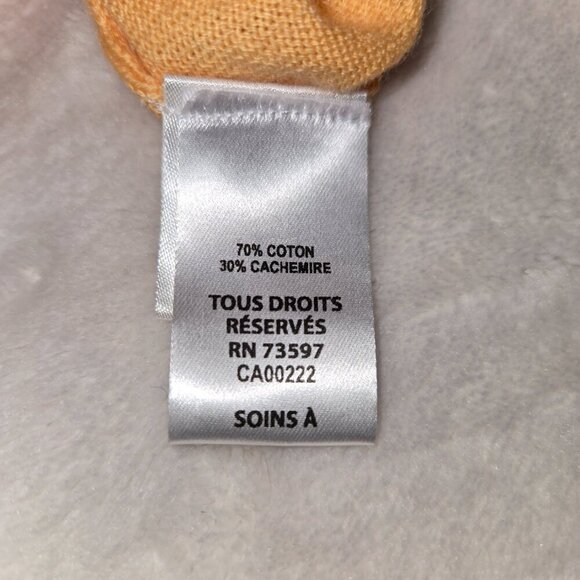 70% COTON
30% CACHEMIRE
TOUS DROITS
RÉSERVÉS
RN 73597
CA00222
SOINS À